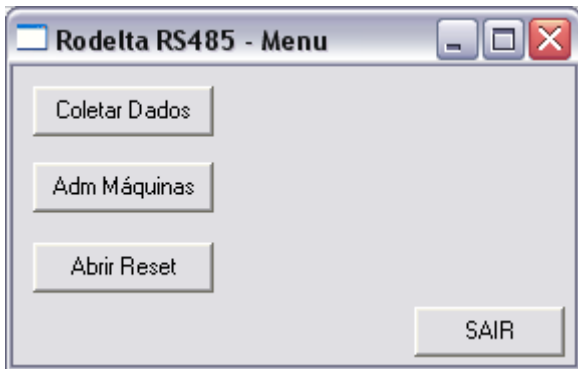 Rodelta RS485 - Menu
Coletar Dados
Adm Máquinas
Abrir Reset
SAIR